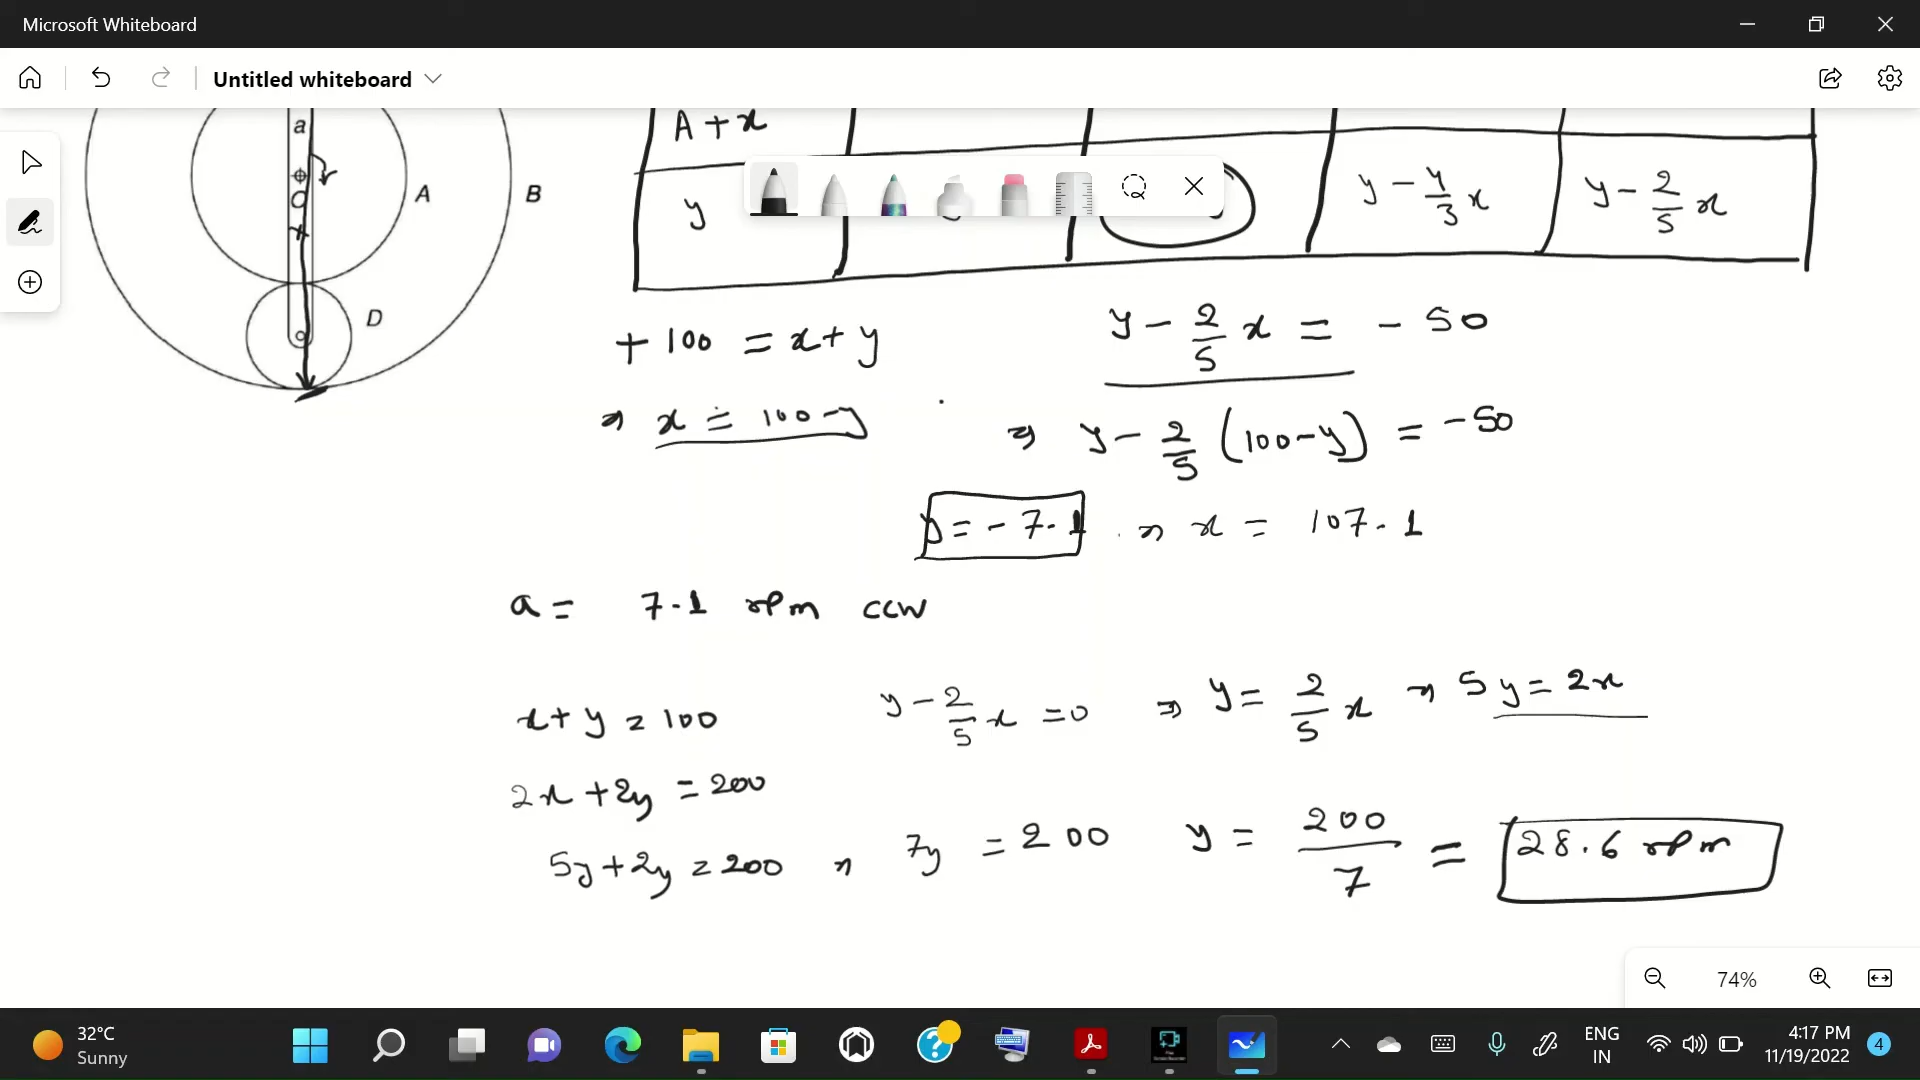 Microsoft Whiteboard
Untitled whiteboard
a
A
B
D
A + x
y
y - 4/3 x
y - 2/5 x
+ 100 = x + y
y - 2/5 x = - 50
⇒ x = 100 - y
⇒ y - 2/5 (100 - y) = - 50
y = - 7.1
⇒ x = 107.1
a = 7.1 rpm ccw
x + y = 100
y - 2/5 x = 0 ⇒ y = 2/5 x ⇒ 5y = 2x
2x + 2y = 200
5y + 2y = 200 ⇒ 7y = 200 y = 200/7 = 28.6 rpm
74%
32°C
Sunny
ENG
IN
4:17 PM
11/19/2022
4